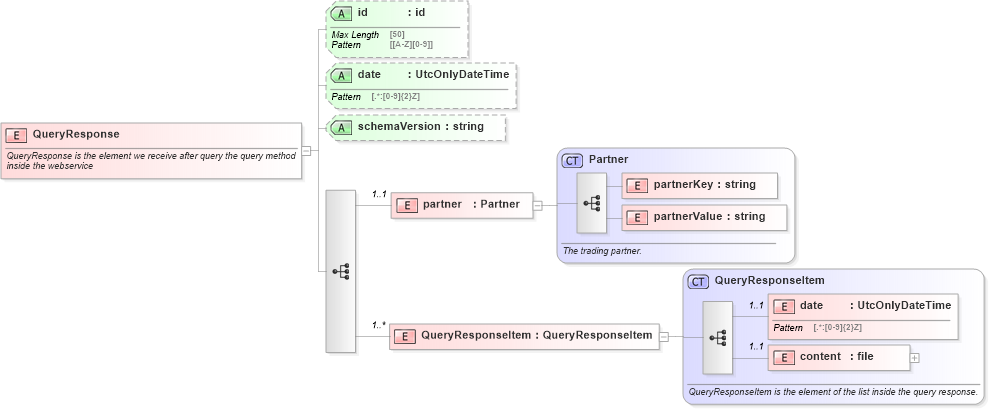 A id : id
Max Length [50]
Pattern [[A-Z][0-9]]
A date : UtcOnlyDateTime
Pattern [.*:[0-9]{2}Z]
A schemaVersion : string
E QueryResponse
QueryResponse is the element we receive after query the query method
inside the webservice
CT Partner
E partnerKey : string
1..1
E partner : Partner
E partnerValue : string
The trading partner.
CT QueryResponseItem
1..1
E date : UtcOnlyDateTime
Pattern [.*:[0-9]{2}Z]
1..*
E QueryResponseItem : QueryResponseItem
1..1
E content : file
QueryResponseItem is the element of the list inside the query response.